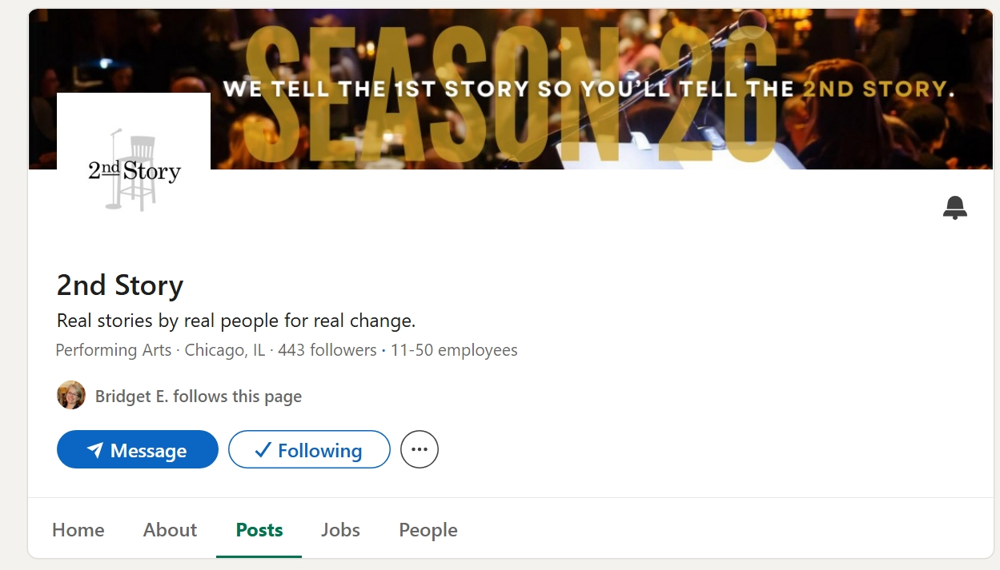 SEASON 26
WE TELL THE 1ST STORY SO YOU'LL TELL THE 2ND STORY.
2nd Story
2nd Story
Real stories by real people for real change.
Performing Arts · Chicago, IL · 443 followers · 11-50 employees
Bridget E. follows this page
Message
Following
Home
About
Posts
Jobs
People